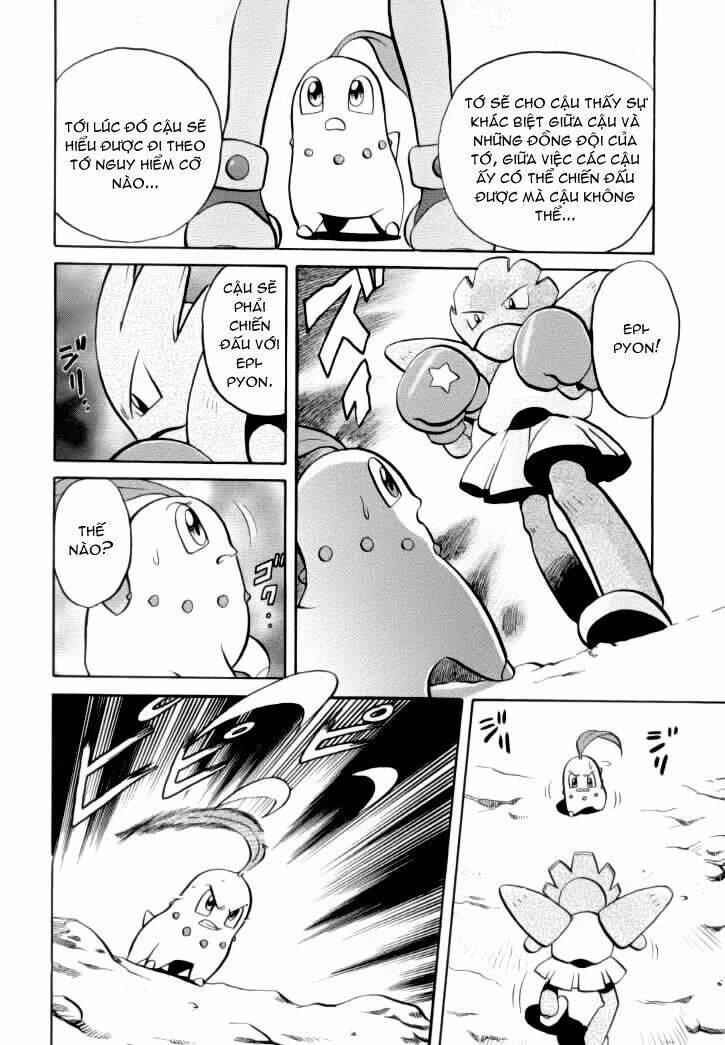 TỚ SẼ CHO CẬU THẤY SỰ
KHÁC BIỆT GIỮA CẬU VÀ
NHỮNG ĐỒNG ĐỘI CỦA
TỚ, GIỮA VIỆC CÁC CẬU
ẤY CÓ THỂ CHIẾN ĐẤU
ĐƯỢC MÀ CẬU KHÔNG
THỂ...
TỚI LÚC ĐÓ CẬU SẼ
HIỂU ĐƯỢC ĐI THEO
TỚ NGUY HIỂM CỠ
NÀO...
EPI-
PYON!
CẬU SẼ
PHẢI
CHIẾN
ĐẤU VỚI
EPI-
PYON.
THẾ
NÀO?
ゴク…